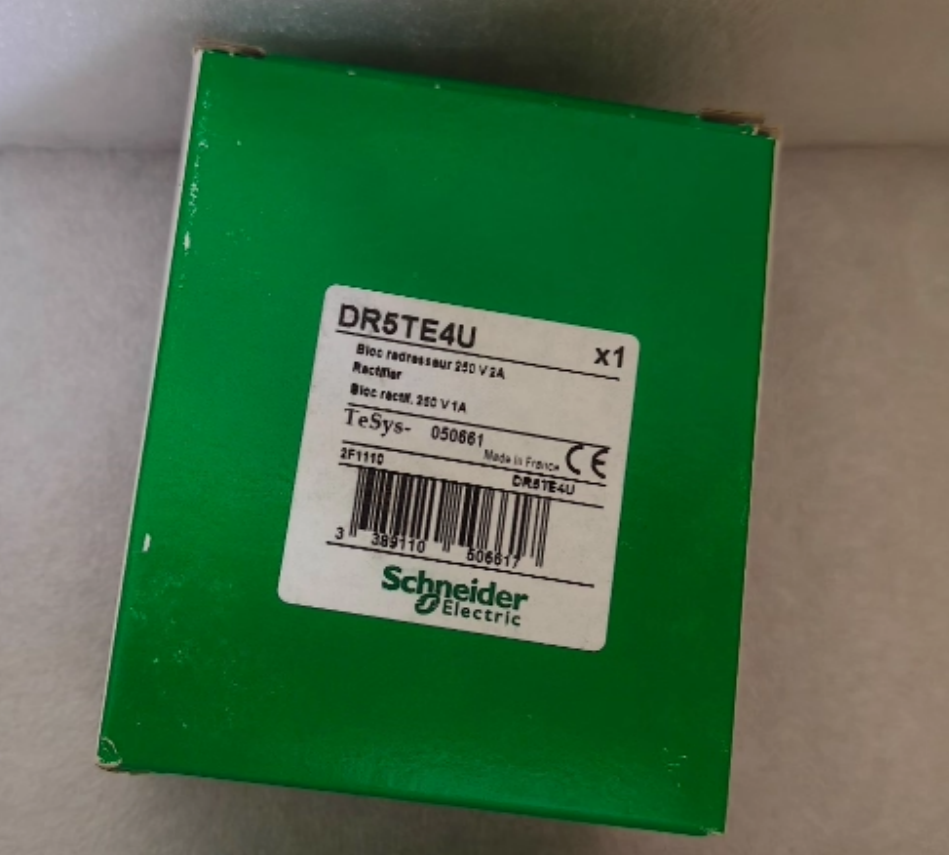 DR5TE4U x1
Bloc redresseur 250 V 2A
Rectifier
Bloc rectif. 250 V 1A
TeSys- 050661
Made in France CE
2F1110 DR5TE4U
3 389110 506617
Schneider
Electric